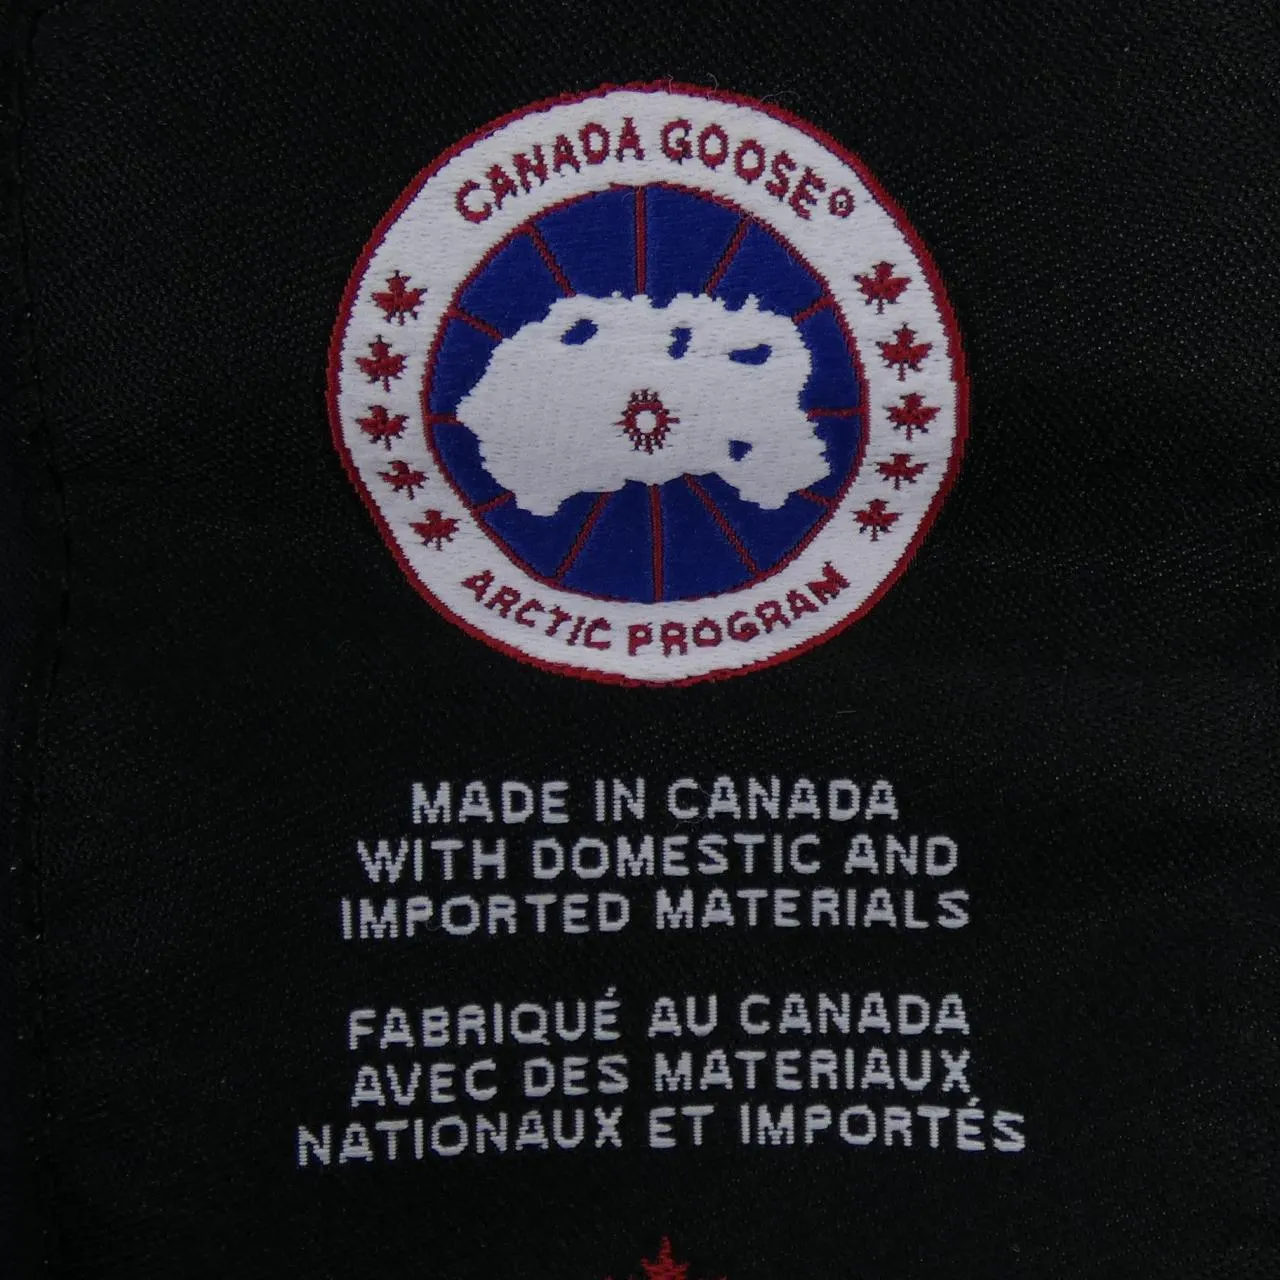 CANADA GOOSE®
ARCTIC PROGRAM
MADE IN CANADA
WITH DOMESTIC AND
IMPORTED MATERIALS
FABRIQUÉ AU CANADA
AVEC DES MATERIAUX
NATIONAUX ET IMPORTÉS